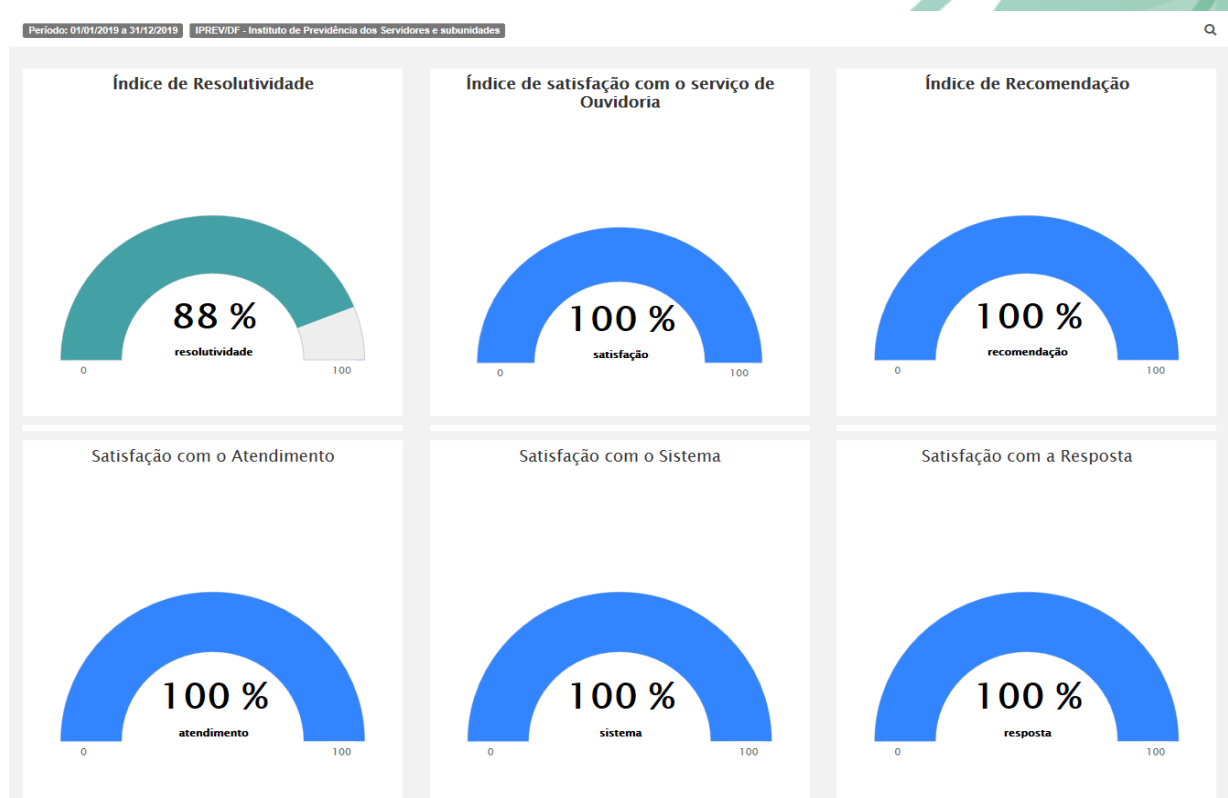 Período: 01/01/2019 a 31/12/2019 IPREV/DF - Instituto de Previdência dos Servidores e subunidades
Índice de Resolutividade
88 %
resolutividade
0 100
Índice de satisfação com o serviço de
Ouvidoria
100 %
satisfação
0 100
Índice de Recomendação
100 %
recomendação
0 100
Satisfação com o Atendimento
100 %
atendimento
0 100
Satisfação com o Sistema
100 %
sistema
0 100
Satisfação com a Resposta
100 %
resposta
0 100